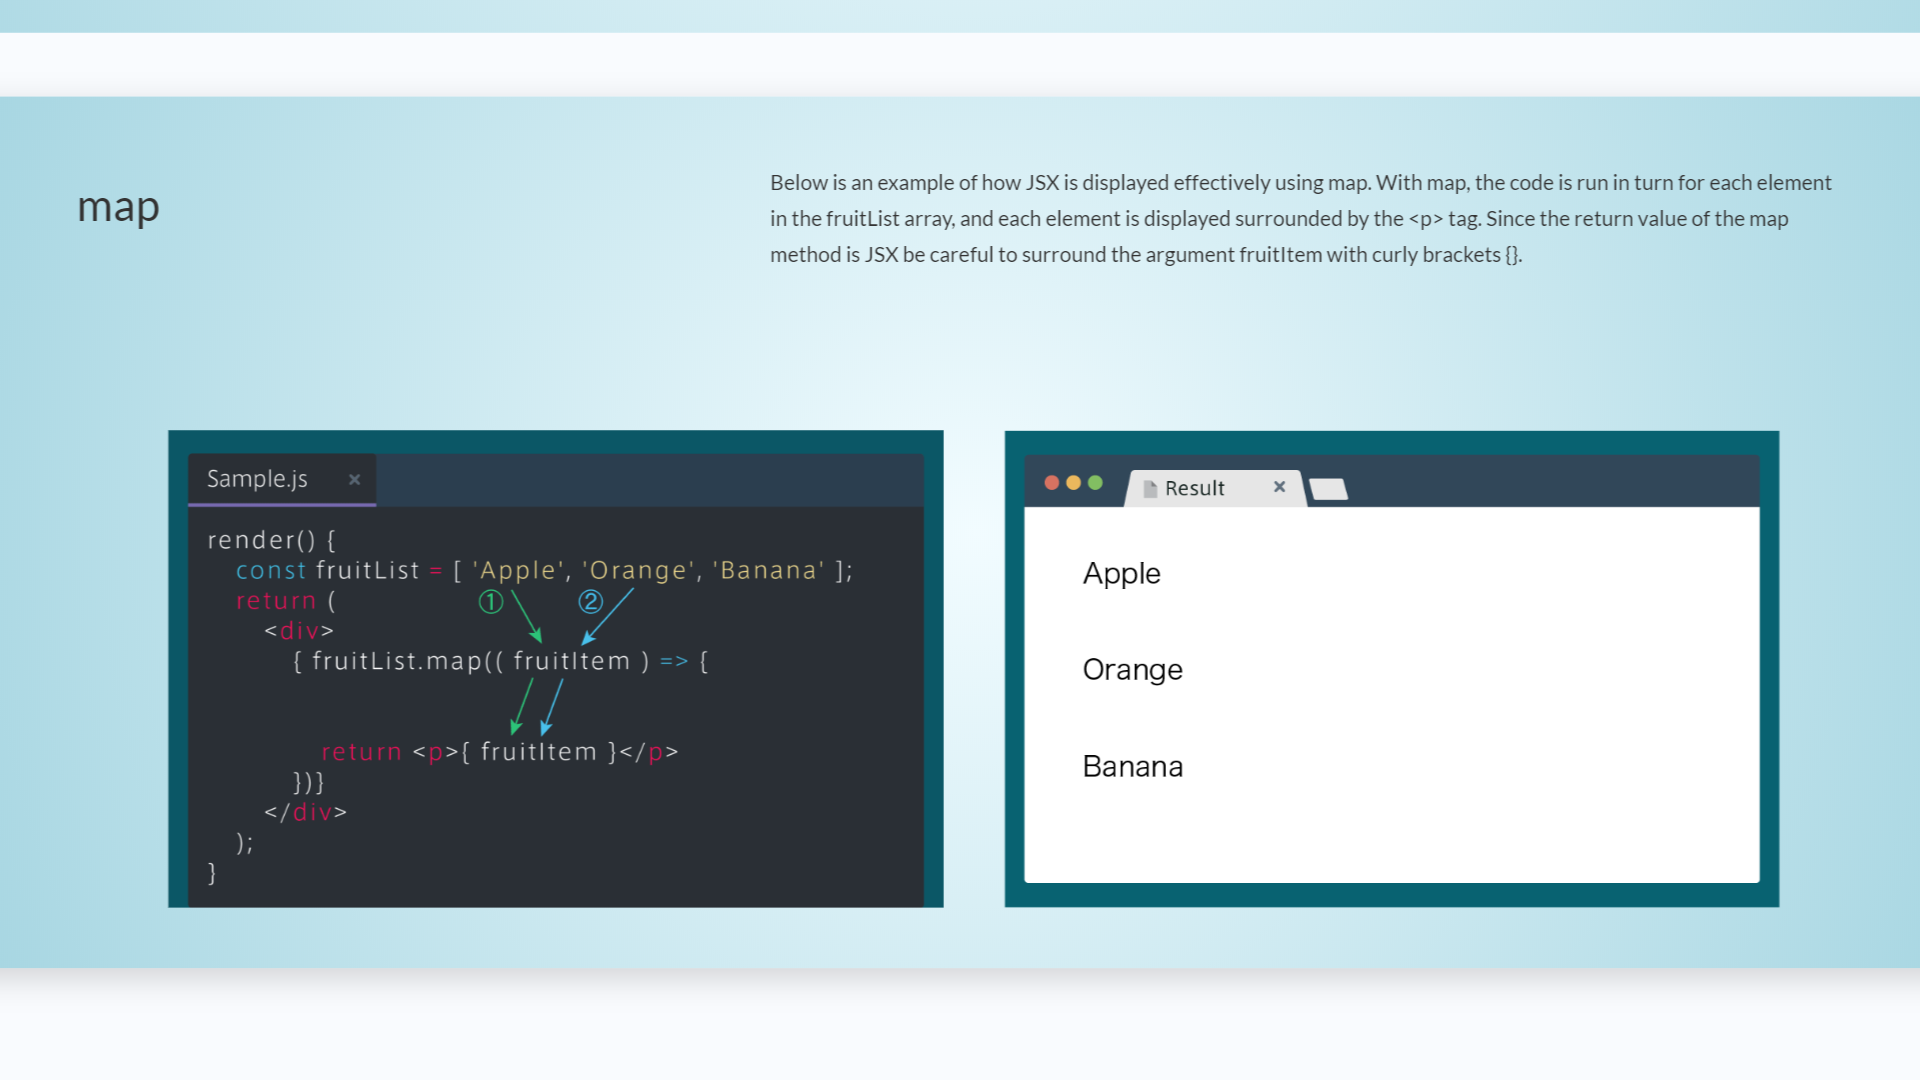 map
Below is an example of how JSX is displayed effectively using map. With map, the code is run in turn for each element
in the fruitList array, and each element is displayed surrounded by the <p> tag. Since the return value of the map
method is JSX be careful to surround the argument fruitItem with curly brackets {}.
Sample.js ×
render() {
const fruitList = [ 'Apple', 'Orange', 'Banana' ];
return (
① ②
<div>
{ fruitList.map(( fruitItem ) => {
return <p>{ fruitItem }</p>
})}
</div>
);
}
Result ×
Apple
Orange
Banana